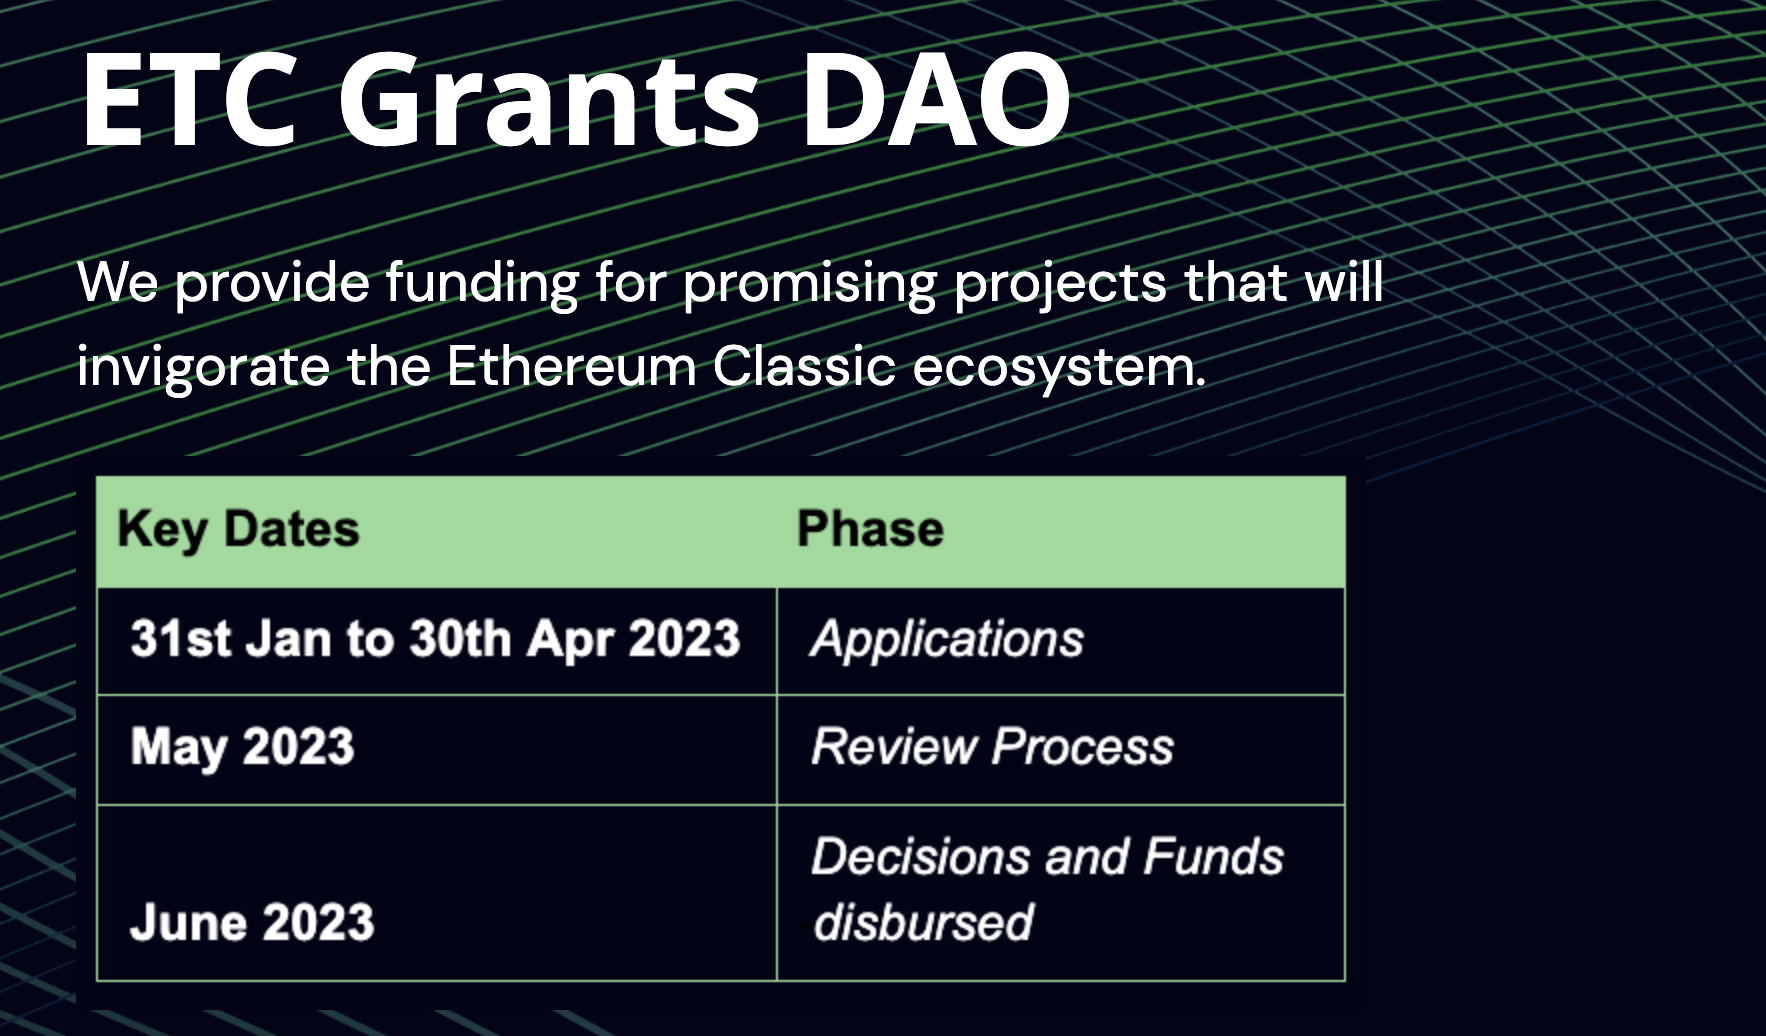 ETC Grants DAO
We provide funding for promising projects that will
invigorate the Ethereum Classic ecosystem.
Key Dates Phase
31st Jan to 30th Apr 2023 Applications
May 2023 Review Process
June 2023 Decisions and Funds
disbursed